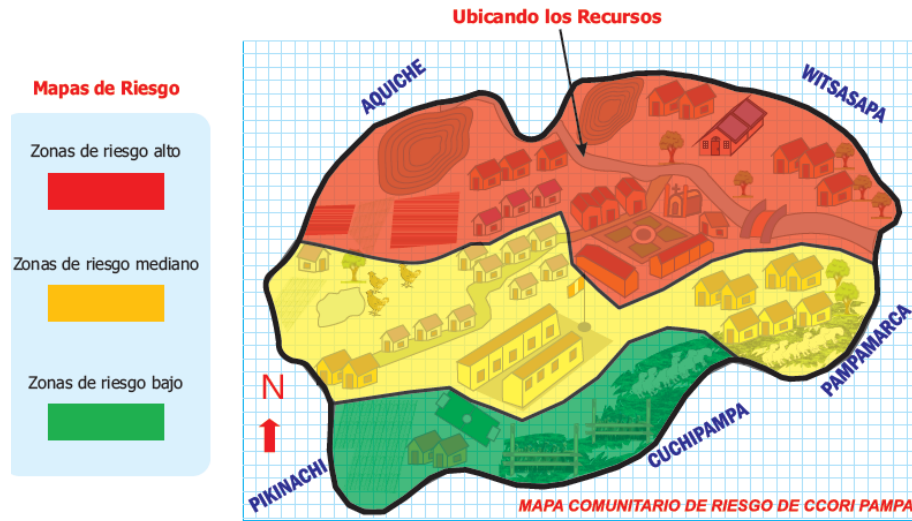 Ubicando los Recursos
Mapas de Riesgo
Zonas de riesgo alto
Zonas de riesgo mediano
Zonas de riesgo bajo
AQUICHE
WITSASAPA
N
PAMPAMARCA
CUCHIPAMPA
PIKINACHI
MAPA COMUNITARIO DE RIESGO DE CCORI PAMPA